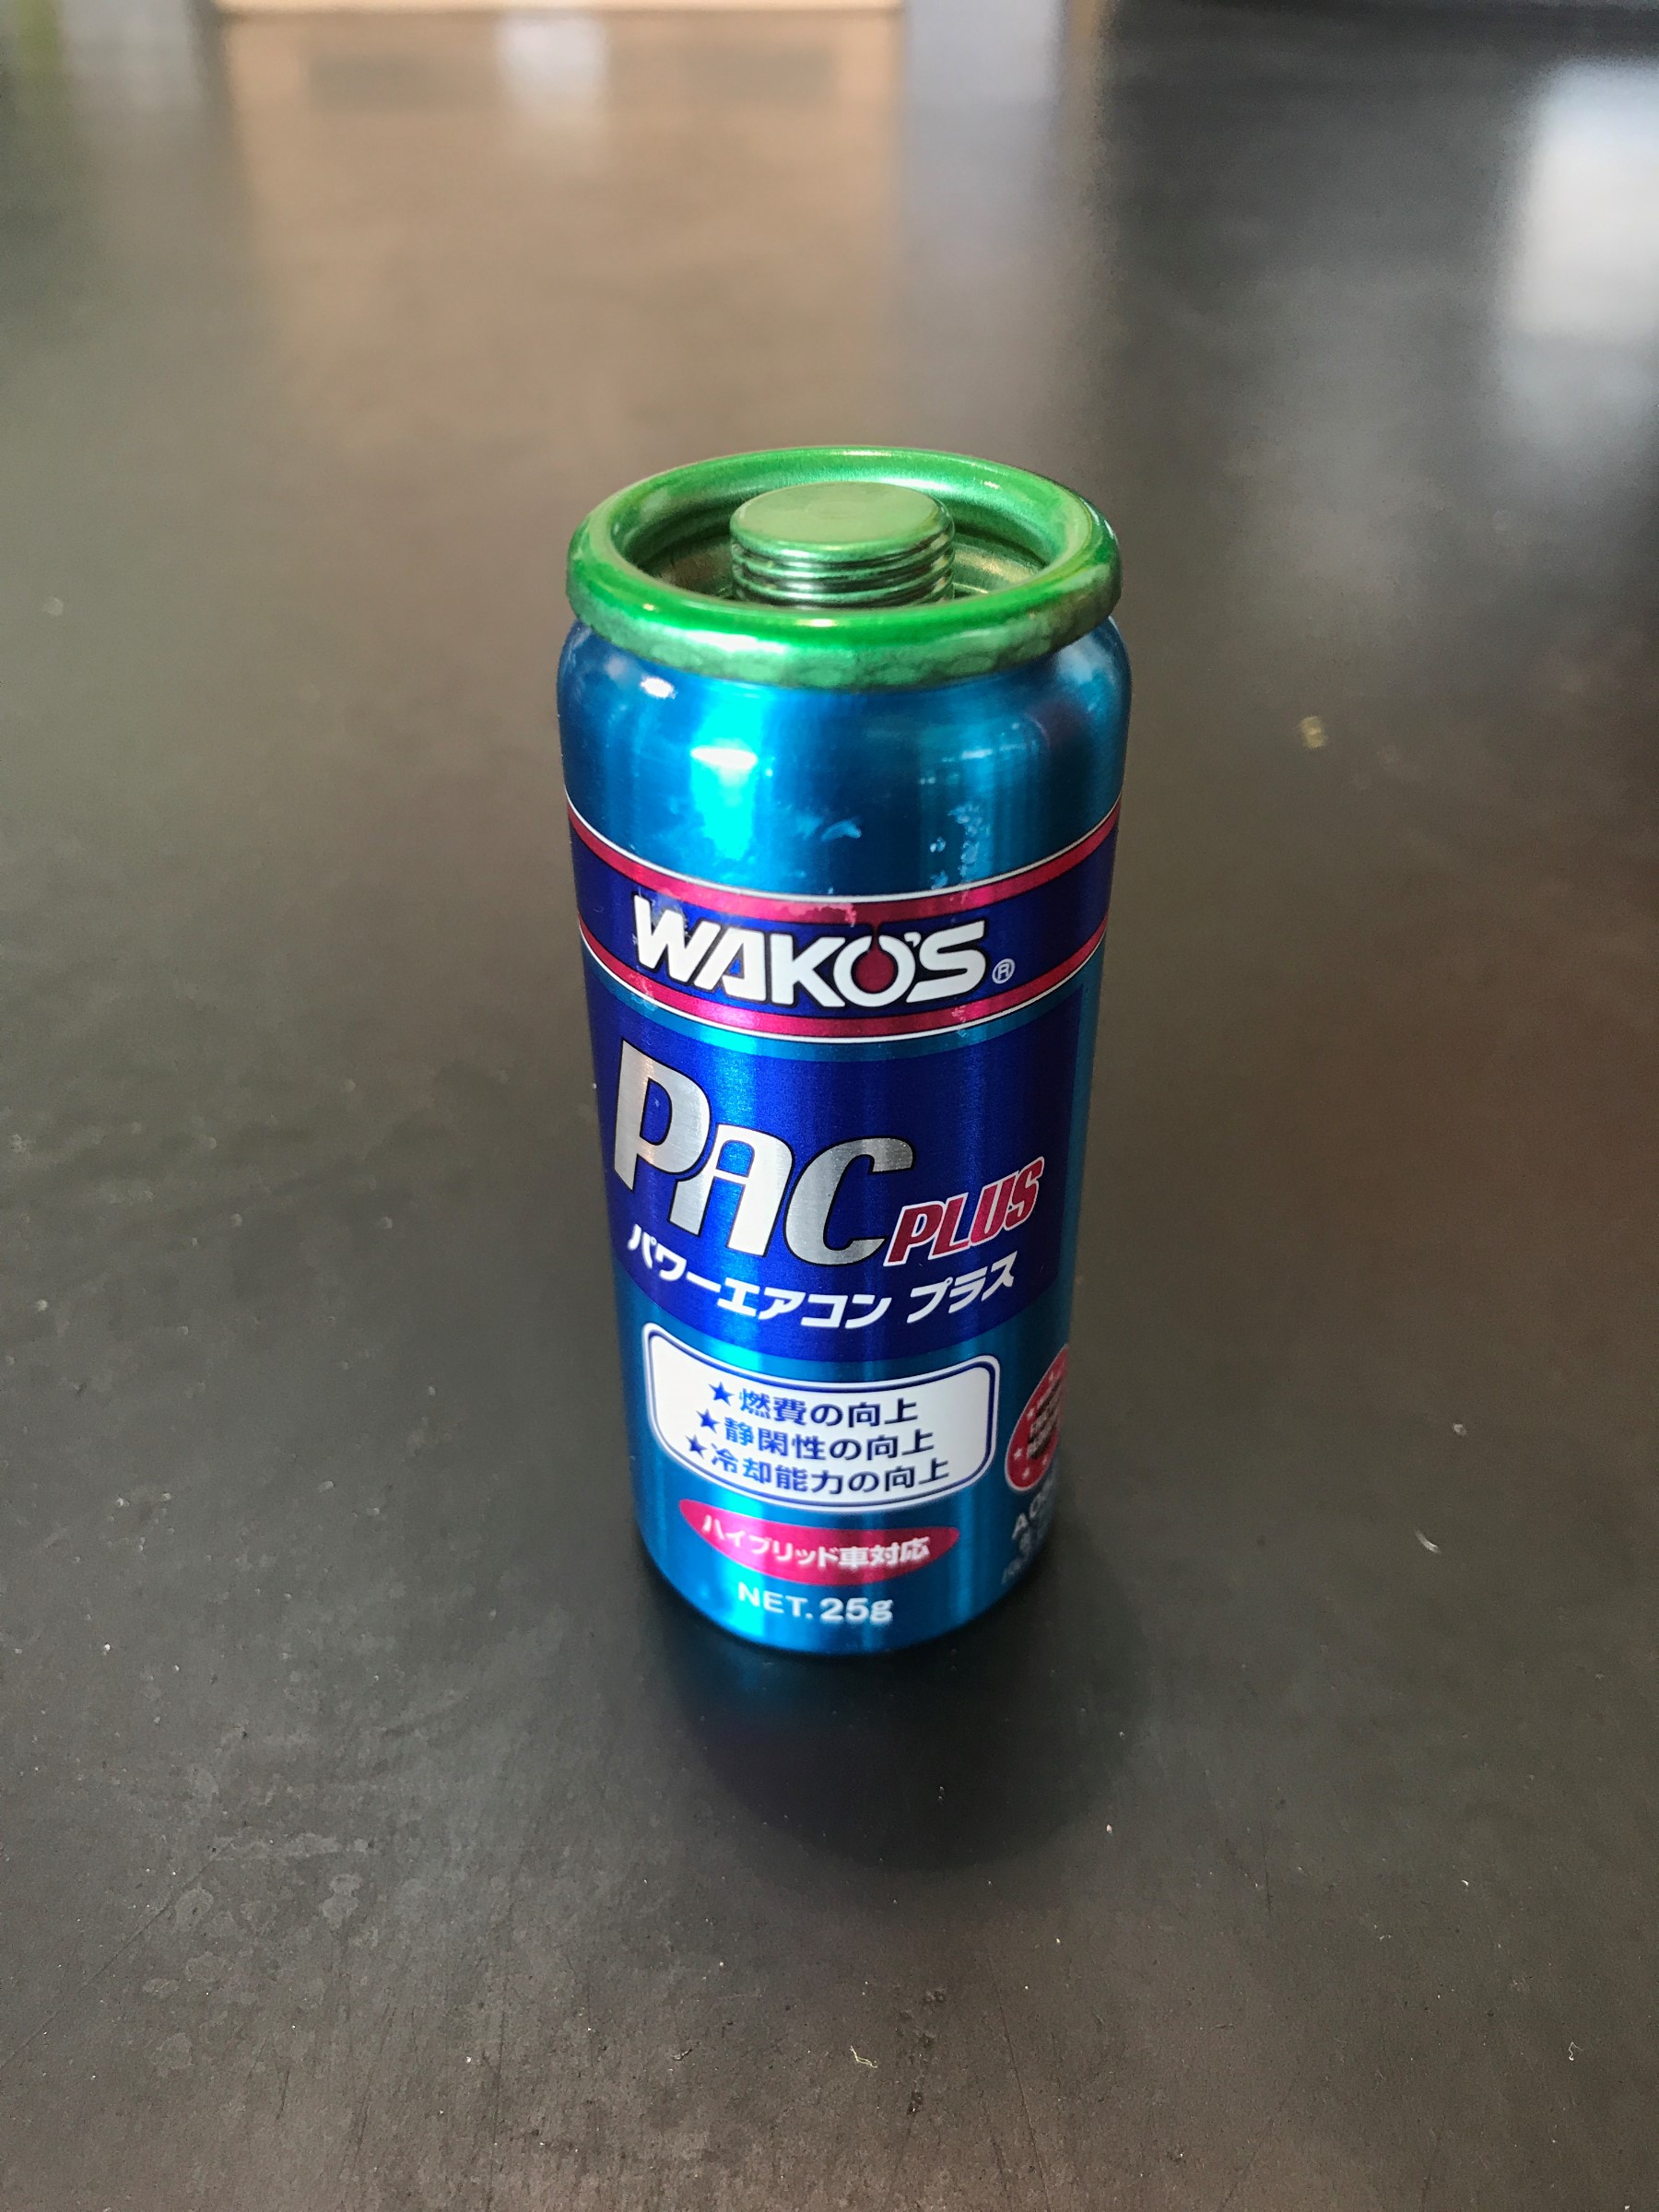 WAKO'S®
PAC PLUS
パワーエアコン プラス
★燃費の向上
★静閑性の向上
★冷却能力の向上
ハイブリッド車対応
NET. 25g